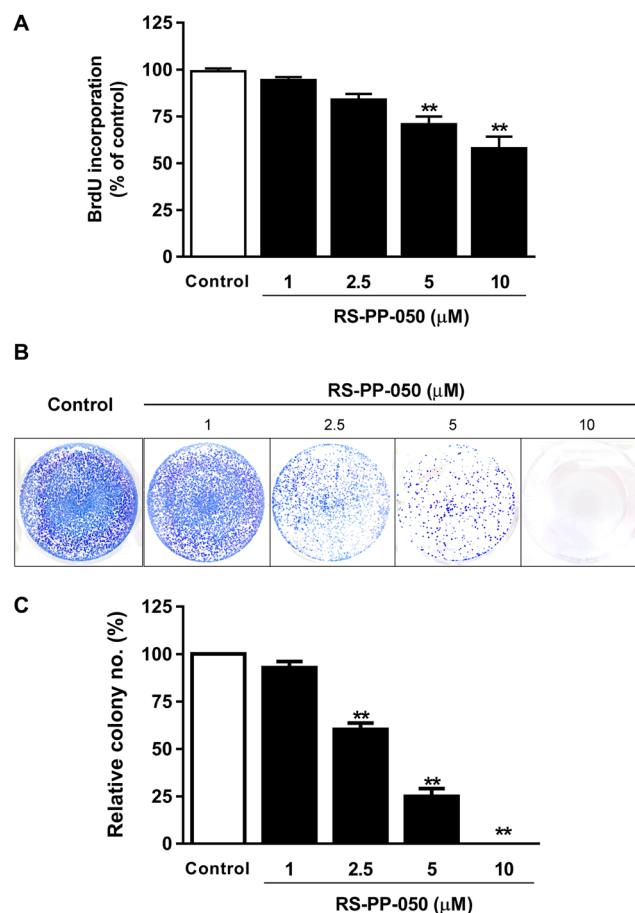 A
BrdU incorporation
(% of control)
125
100
75
50
25
0
**
**
Control 1 2.5 5 10
RS-PP-050 (μM)
B
RS-PP-050 (μM)
Control
1 2.5 5 10
C
Relative colony no. (%)
125
100
75
50
25
0
**
**
**
Control 1 2.5 5 10
RS-PP-050 (μM)